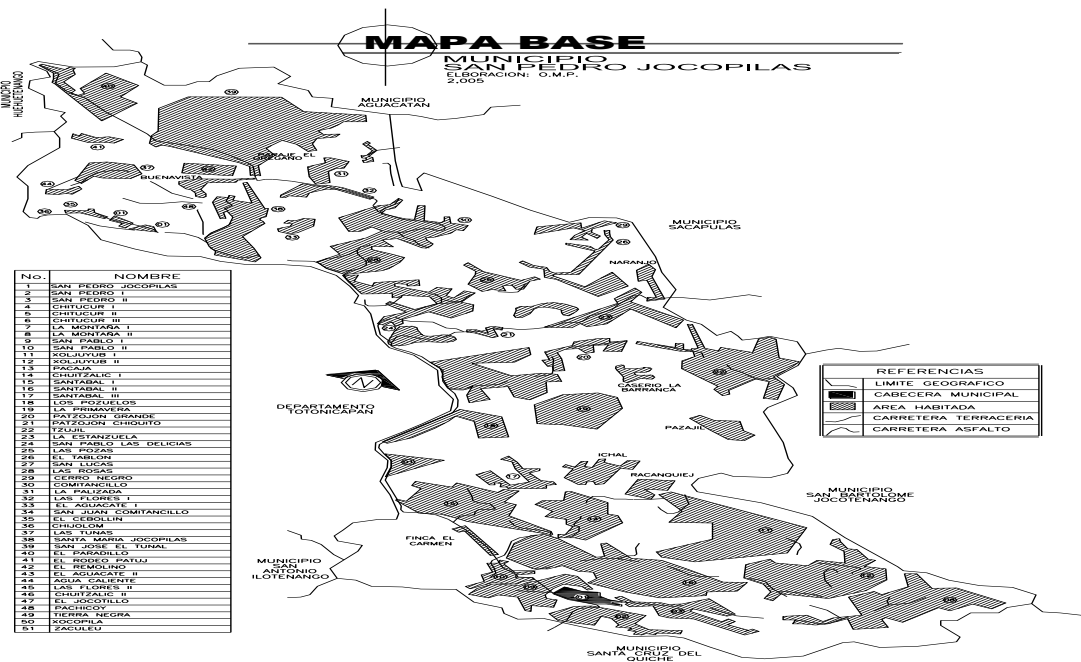 MAPA BASE
MUNICIPIO
SAN PEDRO JOCOPILAS
ELBORACION: O.M.P.
2.005
MUNICIPIO
HUEHUETENANGO
MUNICIPIO
AGUACATAN
PARAJE EL
OREGANO
BUENAVISTA
MUNICIPIO
SACAPULAS
NARANJO
No. NOMBRE
1 SAN PEDRO JOCOPILAS
2 SAN PEDRO I
3 SAN PEDRO II
4 CHITUCUR I
5 CHITUCUR II
6 CHITUCUR III
7 LA MONTAÑA I
8 LA MONTAÑA II
9 SAN PABLO I
10 SAN PABLO II
11 XOLJUYUB I
12 XOLJUYUB II
13 PACAJA
14 CHUITZALIC I
15 SANTABAL I
16 SANTABAL II
17 SANTABAL III
18 LOS POZUELOS
19 LA PRIMAVERA
20 PATZOJON GRANDE
21 PATZOJON CHIQUITO
22 TZUJIL
23 LA ESTANZUELA
24 SAN PABLO LAS DELICIAS
25 LAS POZAS
26 EL TABLON
27 SAN LUCAS
28 LAS ROSAS
29 CERRO NEGRO
30 COMITANCILLO
31 LA PALIZADA
32 LAS FLORES I
33 EL AGUACATE I
34 SAN JUAN COMITANCILLO
35 EL CEBOLLIN
36 CHIJOLOM
37 LAS TUNAS
38 SANTA MARIA JOCOPILAS
39 SAN JOSE EL TUNAL
40 EL PARADILLO
41 EL RODEO PATUJ
42 EL REMOLINO
43 EL AGUACATE II
44 AGUA CALIENTE
45 LAS FLORES II
46 CHUITZALIC II
47 EL JOCOTILLO
48 PACHICOY
49 TIERRA NEGRA
50 XOCOPILA
51 ZACULEU
N
DEPARTAMENTO
TOTONICAPAN
CASERIO LA
BARRANCA
PAZAJIL
ICHAL
RACANQUIEJ
REFERENCIAS
LIMITE GEOGRAFICO
CABECERA MUNICIPAL
AREA HABITADA
CARRETERA TERRACERIA
CARRETERA ASFALTO
MUNICIPIO
SAN BARTOLOME
JOCOTENANGO
FINCA EL
CARMEN
MUNICIPIO
SAN
ANTONIO
ILOTENANGO
MUNICIPIO
SANTA CRUZ DEL
QUICHE